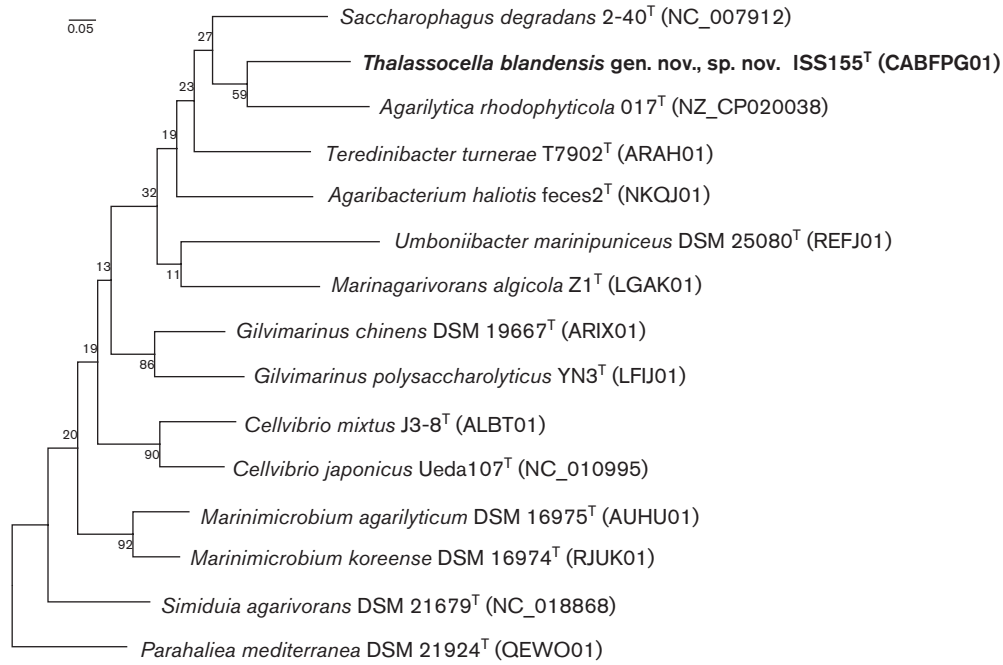 0.05
27
Saccharophagus degradans 2-40ᵀ (NC_007912)
Thalassocella blandensis gen. nov., sp. nov. ISS155ᵀ (CABFPG01)
59
Agarilytica rhodophyticola 017ᵀ (NZ_CP020038)
23
Teredinibacter turnerae T7902ᵀ (ARAH01)
19
Agaribacterium haliotis feces2ᵀ (NKQJ01)
32
Umboniibacter marinipuniceus DSM 25080ᵀ (REFJ01)
11
Marinagarivorans algicola Z1ᵀ (LGAK01)
13
Gilvimarinus chinens DSM 19667ᵀ (ARIX01)
86
Gilvimarinus polysaccharolyticus YN3ᵀ (LFIJ01)
19
Cellvibrio mixtus J3-8ᵀ (ALBT01)
90
Cellvibrio japonicus Ueda107ᵀ (NC_010995)
20
Marinimicrobium agarilyticum DSM 16975ᵀ (AUHU01)
92
Marinimicrobium koreense DSM 16974ᵀ (RJUK01)
Simiduia agarivorans DSM 21679ᵀ (NC_018868)
Parahaliea mediterranea DSM 21924ᵀ (QEWO01)